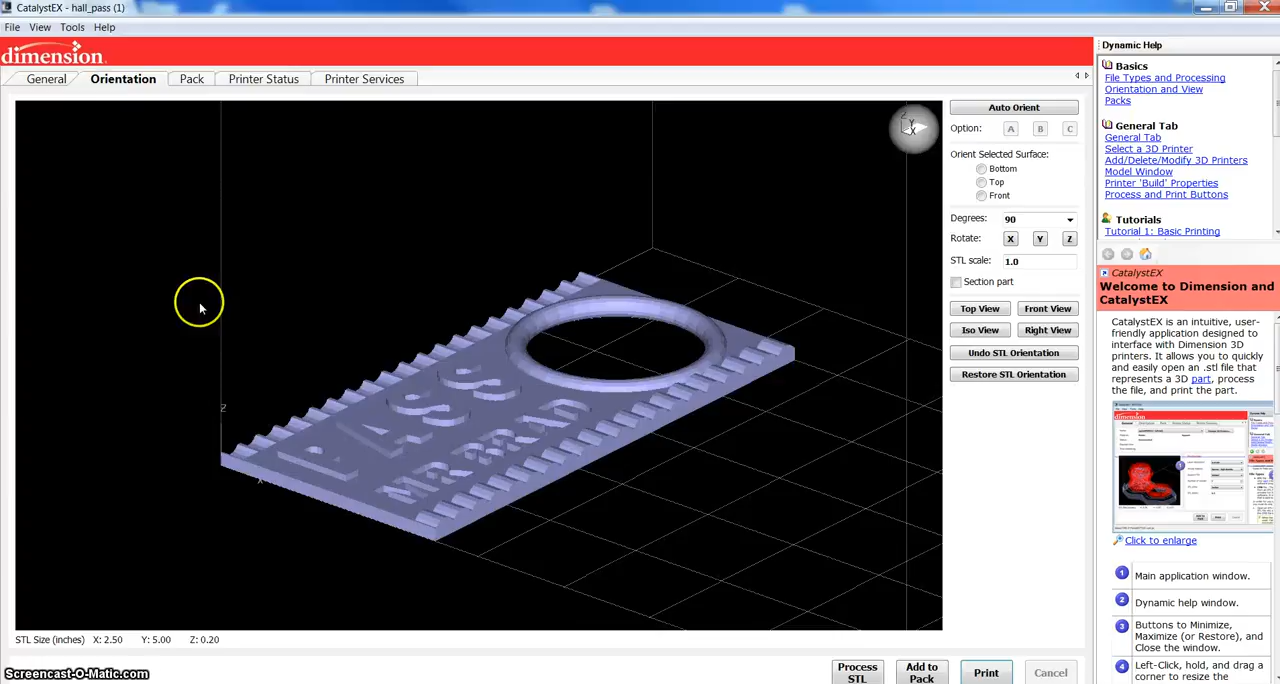 CatalystEX - hall_pass (1)
File View Tools Help
dimension
General Orientation Pack Printer Status Printer Services
Auto Orient
Option: A B C
Orient Selected Surface:
Bottom
Top
Front
Degrees: 90
Rotate: X Y Z
STL scale: 1.0
Section part
Top View Front View
Iso View Right View
Undo STL Orientation
Restore STL Orientation
Z
Y
X
Z
X
STL Size (inches) X: 2.50 Y: 5.00 Z: 0.20
Process STL
Add to Pack
Print
Cancel
Screencast-O-Matic.com
Dynamic Help
Basics
File Types and Processing
Orientation and View
Packs
General Tab
General Tab
Select a 3D Printer
Add/Delete/Modify 3D Printers
Model Window
Printer 'Build' Properties
Process and Print Buttons
Tutorials
Tutorial 1: Basic Printing
CatalystEX
Welcome to Dimension and
CatalystEX
CatalystEX is an intuitive, user-
friendly application designed to
interface with Dimension 3D
printers. It allows you to quickly
and easily open an .stl file that
represents a 3D part, process
the file, and print the part.
Click to enlarge
1 Main application window.
2 Dynamic help window.
3 Buttons to Minimize,
Maximize (or Restore), and
Close the window.
4 Left-Click, hold, and drag a
corner to resize the